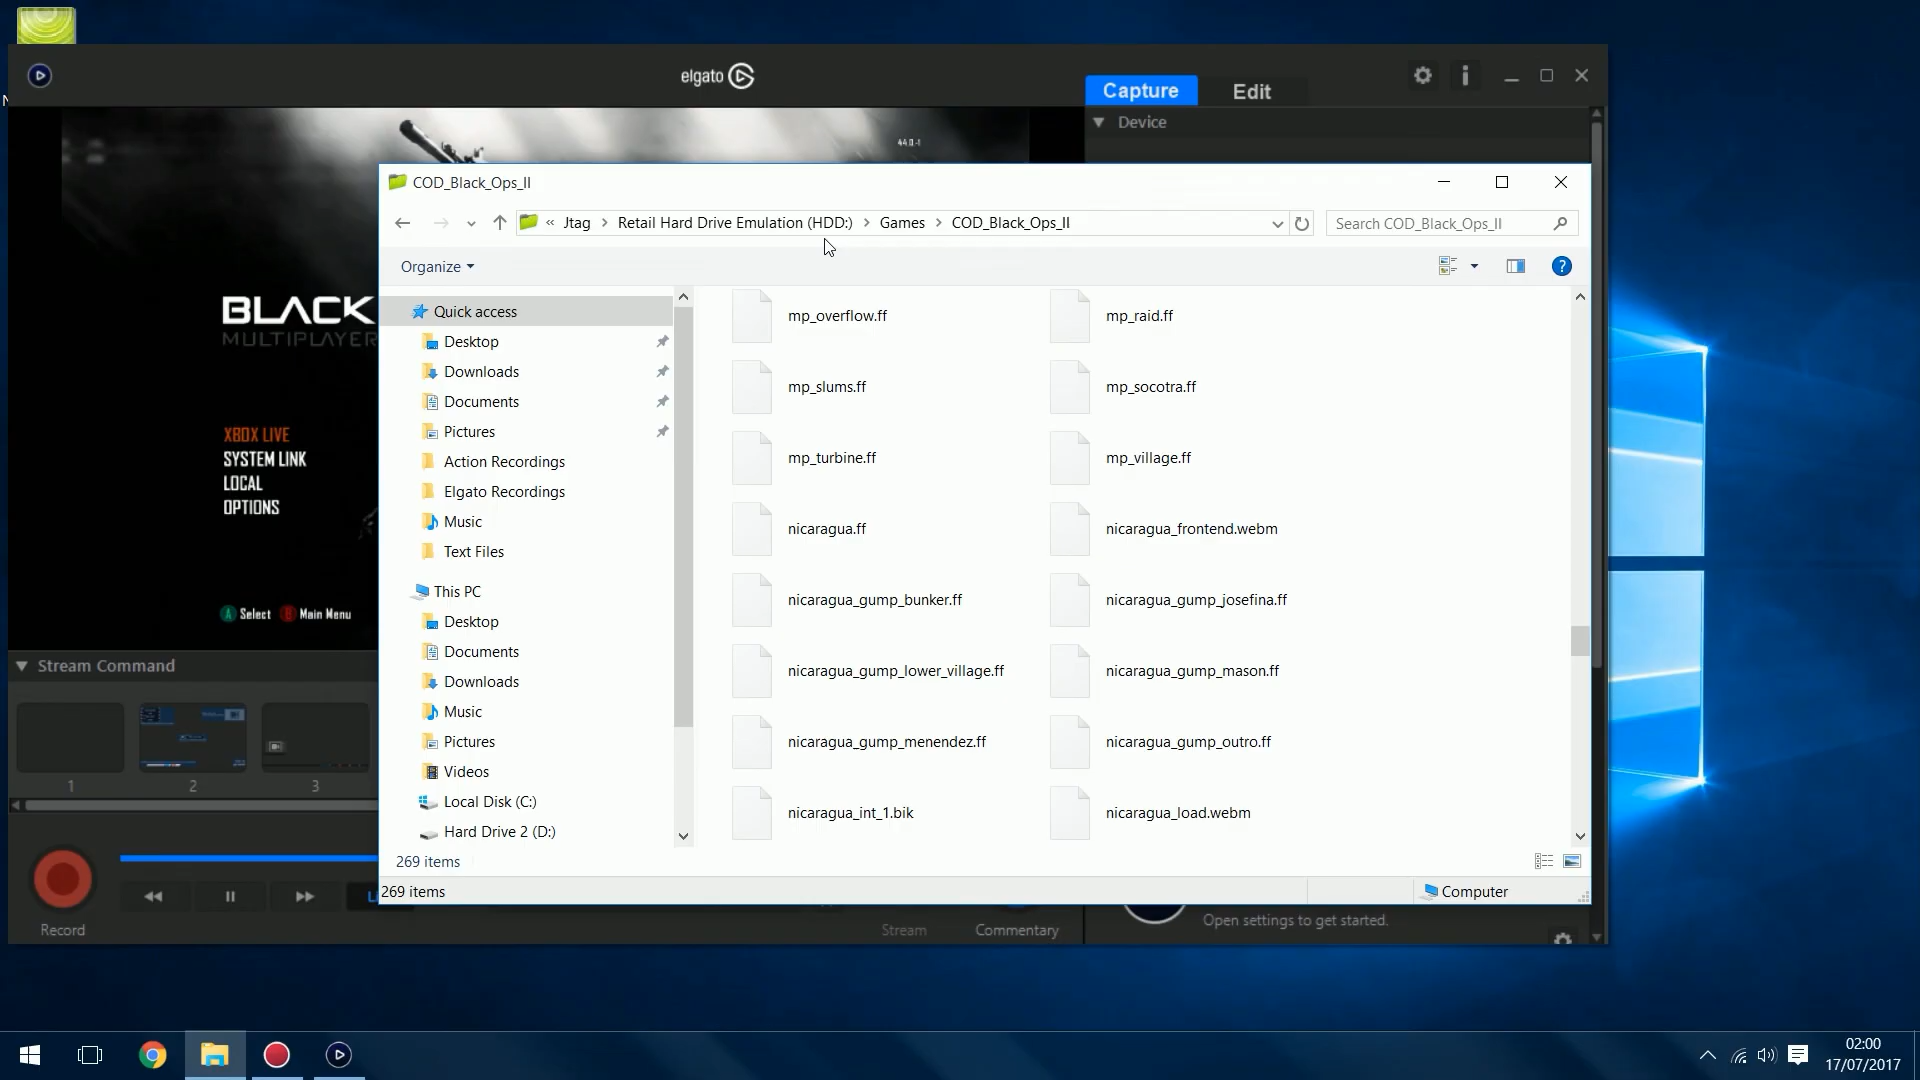 elgato
Capture
Edit
Device
44.0.-1
COD_Black_Ops_II
« Jtag > Retail Hard Drive Emulation (HDD:) > Games > COD_Black_Ops_II
Search COD_Black_Ops_II
Organize
Quick access
Desktop
Downloads
Documents
Pictures
Action Recordings
Elgato Recordings
Music
Text Files
This PC
Desktop
Documents
Downloads
Music
Pictures
Videos
Local Disk (C:)
Hard Drive 2 (D:)
mp_overflow.ff
mp_raid.ff
mp_slums.ff
mp_socotra.ff
mp_turbine.ff
mp_village.ff
nicaragua.ff
nicaragua_frontend.webm
nicaragua_gump_bunker.ff
nicaragua_gump_josefina.ff
nicaragua_gump_lower_village.ff
nicaragua_gump_mason.ff
nicaragua_gump_menendez.ff
nicaragua_gump_outro.ff
nicaragua_int_1.bik
nicaragua_load.webm
269 items
269 items
Computer
BLACK
MULTIPLAYER
XBOX LIVE
SYSTEM LINK
LOCAL
OPTIONS
A Select B Main Menu
Stream Command
1
2
3
Record
Stream
Commentary
Open settings to get started.
02:00
17/07/2017